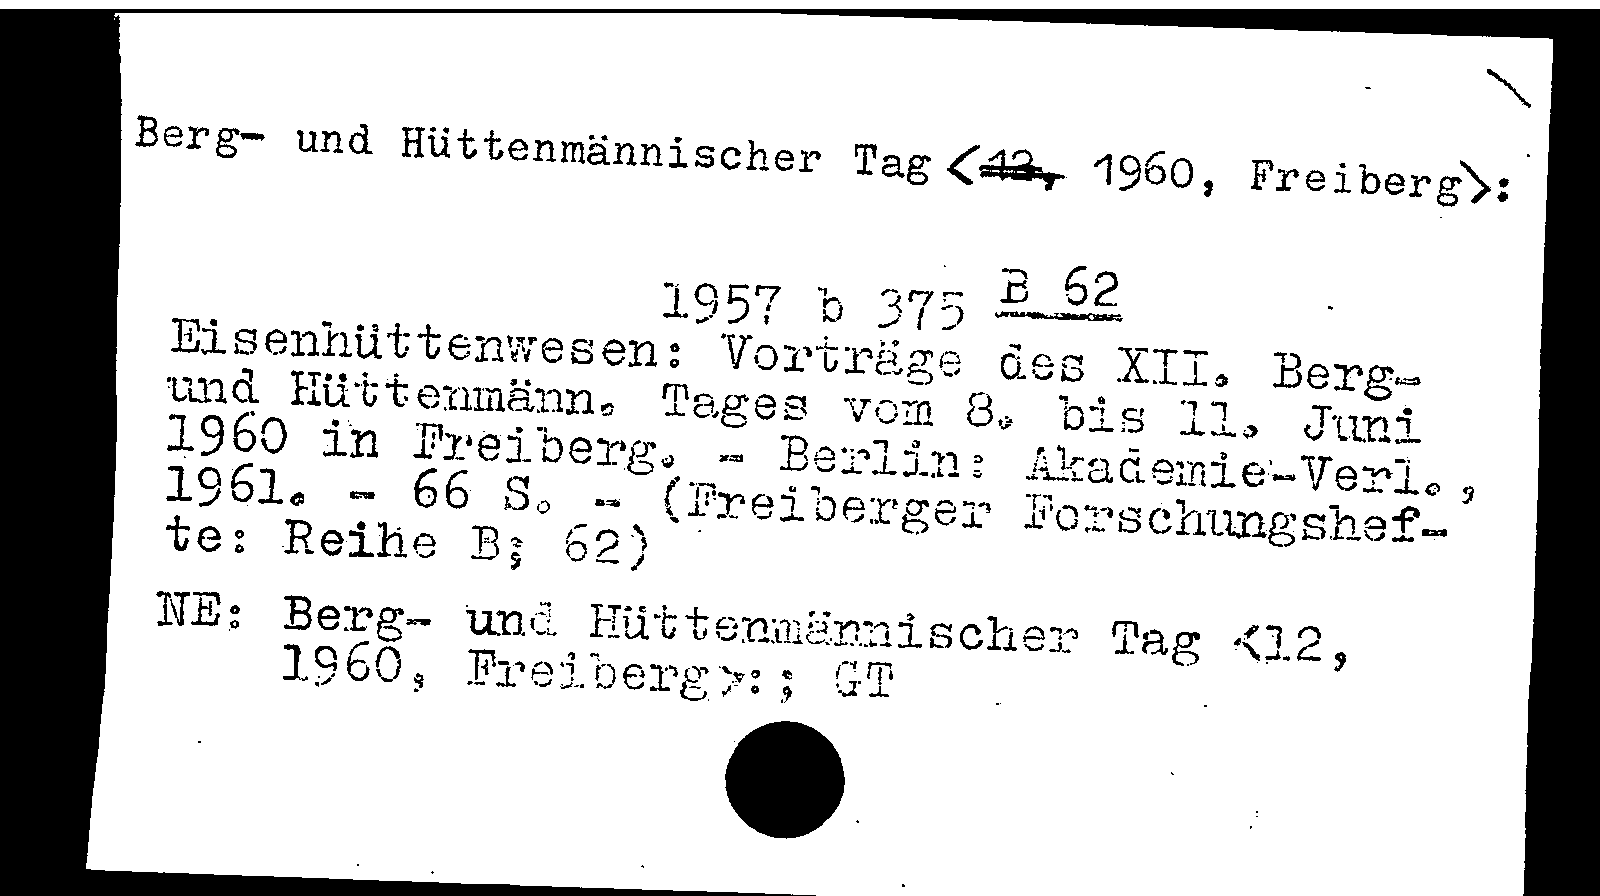 Berg- und Hüttenmännischer Tag < 1960, Freiberg>:
1957 b 375 B 62
Eisenhüttenwesen: Vorträge des XII. Berg-
und Hüttenmänn. Tages vom 8. bis 11. Juni
1960 in Freiberg. - Berlin: Akademie-Verl.,
1961. - 66 S. - (Freiberger Forschungshef-
te: Reihe B; 62)
NE: Berg- und Hüttenmännischer Tag <12,
1960, Freiberg>:; GT